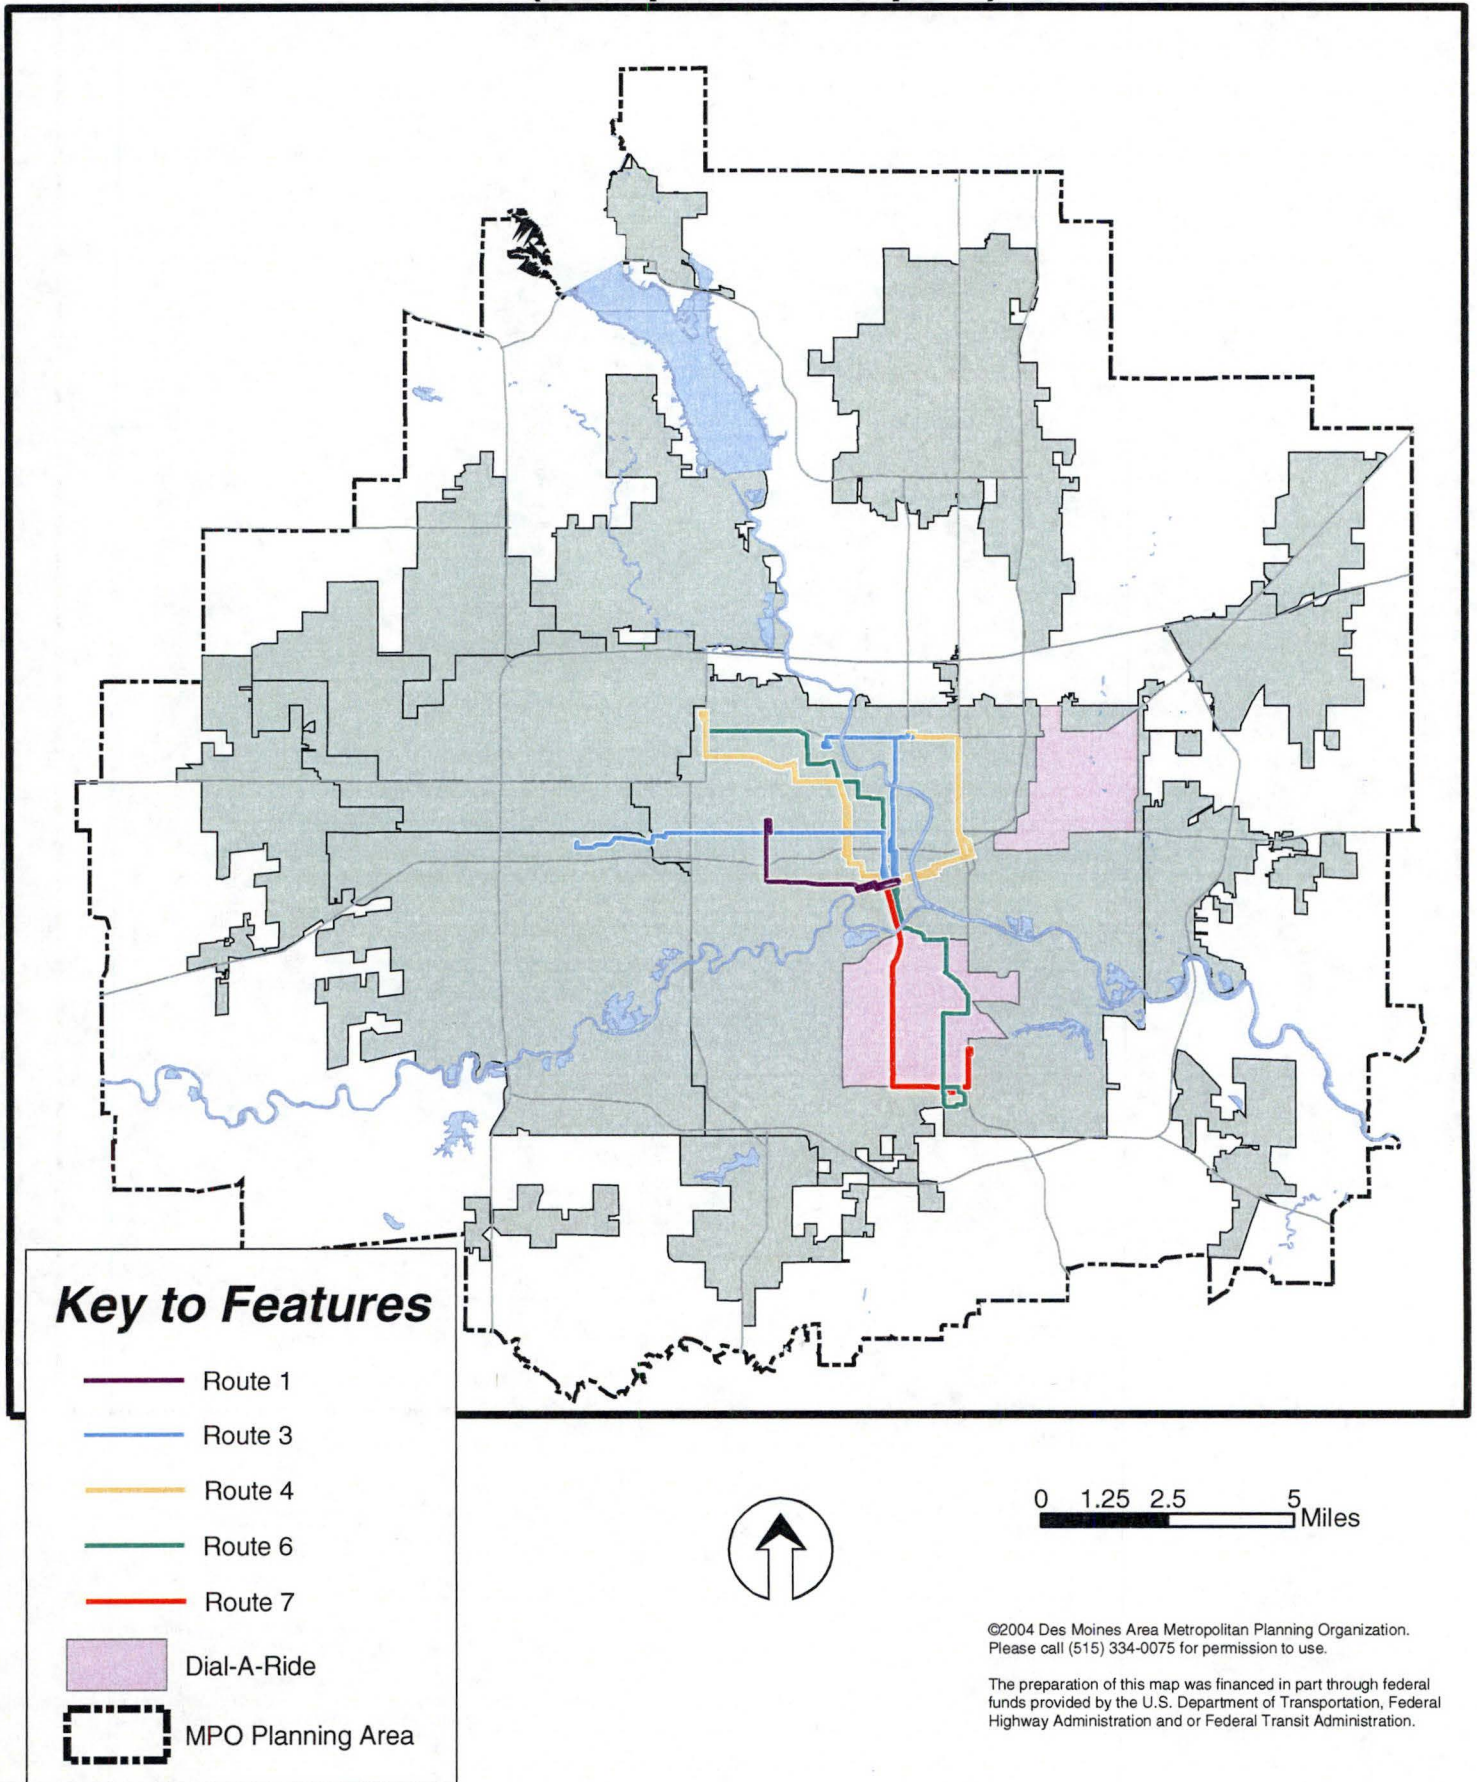 Key to Features
Route 1
Route 3
Route 4
Route 6
Route 7
Dial-A-Ride
MPO Planning Area
0 1.25 2.5 5
Miles
©2004 Des Moines Area Metropolitan Planning Organization.
Please call (515) 334-0075 for permission to use.
The preparation of this map was financed in part through federal
funds provided by the U.S. Department of Transportation, Federal
Highway Administration and or Federal Transit Administration.